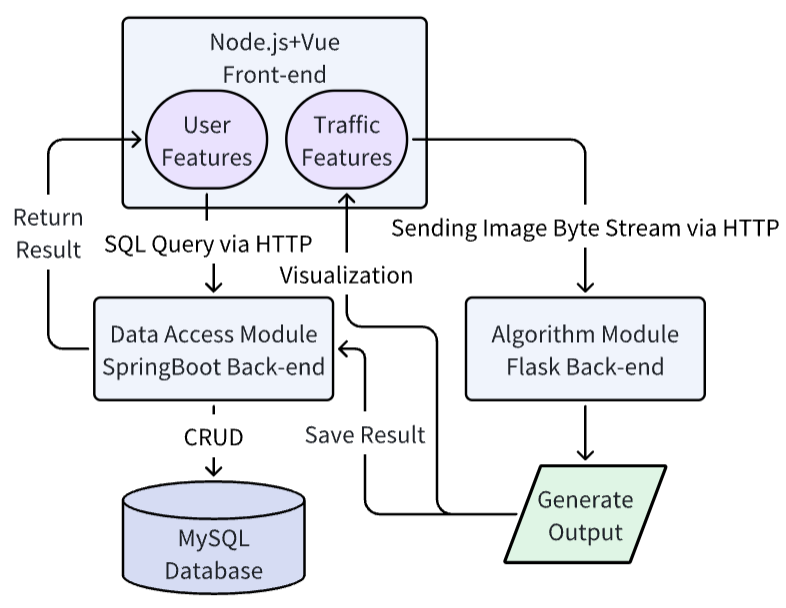 Node.js+Vue
Front-end
User
Features
Traffic
Features
Return
Result
SQL Query via HTTP
Sending Image Byte Stream via HTTP
Visualization
Data Access Module
SpringBoot Back-end
Algorithm Module
Flask Back-end
CRUD
Save Result
MySQL
Database
Generate
Output